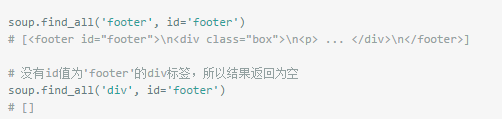 soup.find_all('footer', id='footer')
# [<footer id="footer">\n<div class="box">\n<p> ... </div>\n</footer>]
# 没有id值为'footer'的div标签，所以结果返回为空
soup.find_all('div', id='footer')
# []